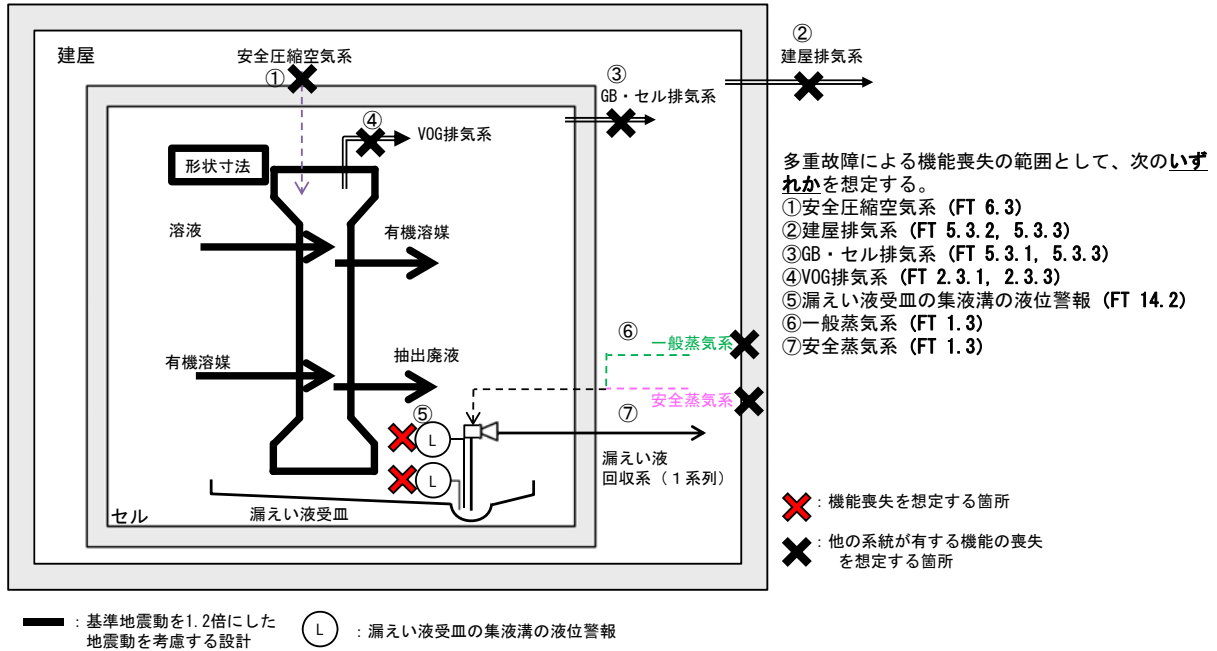 建屋
安全圧縮空気系
①
②
建屋排気系
③
GB・セル排気系
④
VOG排気系
形状寸法
溶液
有機溶媒
有機溶媒
抽出廃液
⑤
L
L
⑥
一般蒸気系
安全蒸気系
⑦
漏えい液
回収系（１系列）
セル
漏えい液受皿
多重故障による機能喪失の範囲として、次のいず
れかを想定する。
①安全圧縮空気系 (FT 6.3)
②建屋排気系 (FT 5.3.2, 5.3.3)
③GB・セル排気系 (FT 5.3.1, 5.3.3)
④VOG排気系 (FT 2.3.1, 2.3.3)
⑤漏えい液受皿の集液溝の液位警報 (FT 14.2)
⑥一般蒸気系 (FT 1.3)
⑦安全蒸気系 (FT 1.3)
：機能喪失を想定する箇所
：他の系統が有する機能の喪失
を想定する箇所
：基準地震動を1.2倍にした
地震動を考慮する設計
L
：漏えい液受皿の集液溝の液位警報